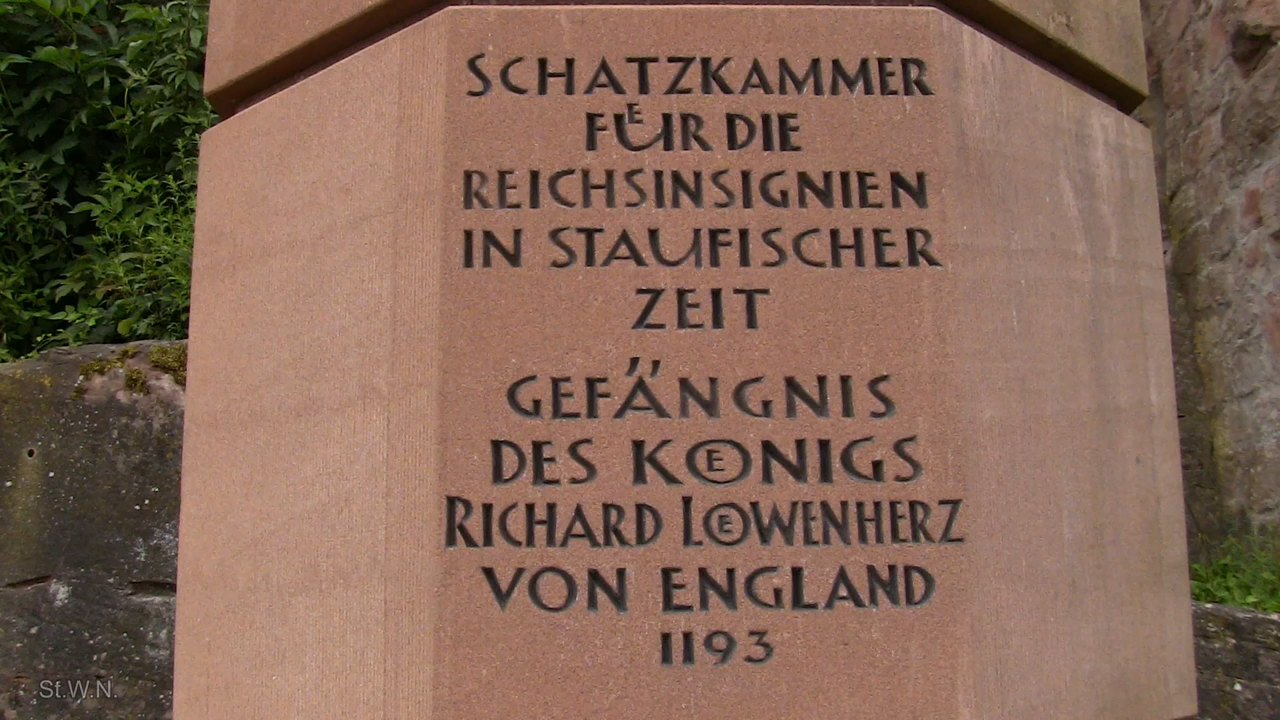 SCHATZKAMMER
FÜR DIE
REICHSINSIGNIEN
IN STAUFISCHER
ZEIT
GEFÄNGNIS
DES KÖNIGS
RICHARD LÖWENHERZ
VON ENGLAND
1193
St.W.N.